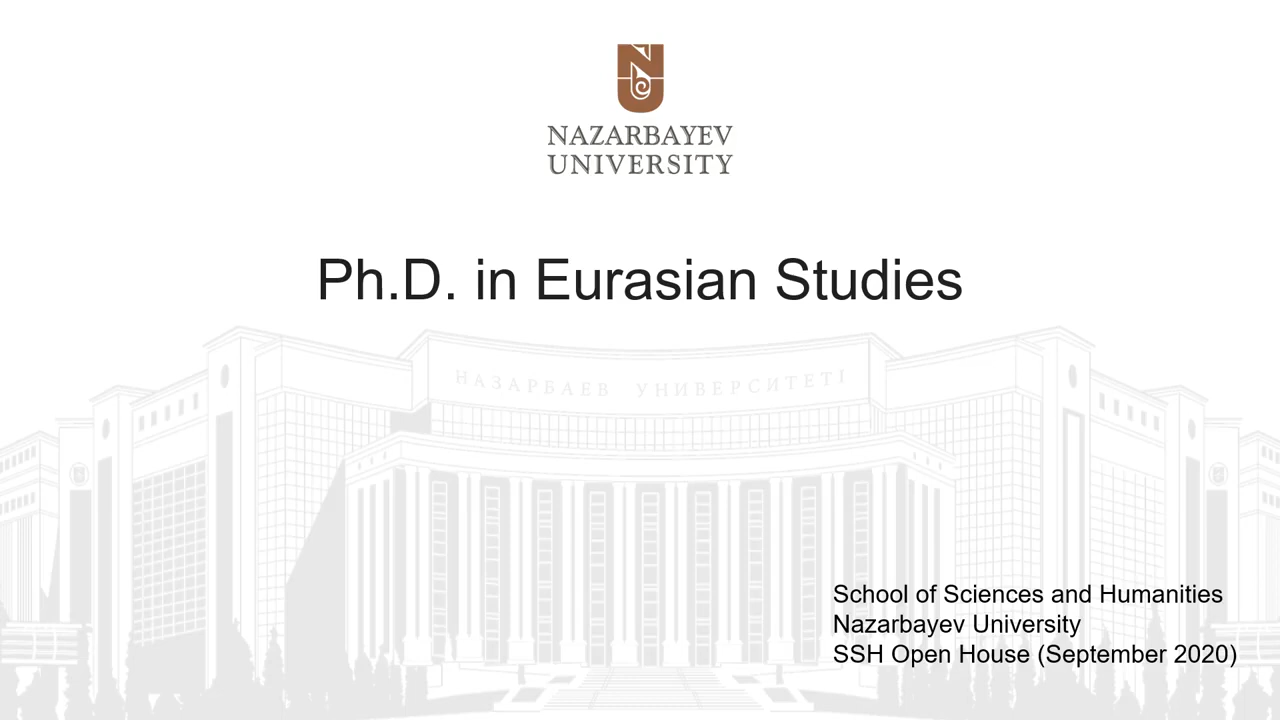 NAZARBAYEV
UNIVERSITY
Ph.D. in Eurasian Studies
НАЗАРБАЕВ УНИВЕРСИТЕТІ
School of Sciences and Humanities
Nazarbayev University
SSH Open House (September 2020)